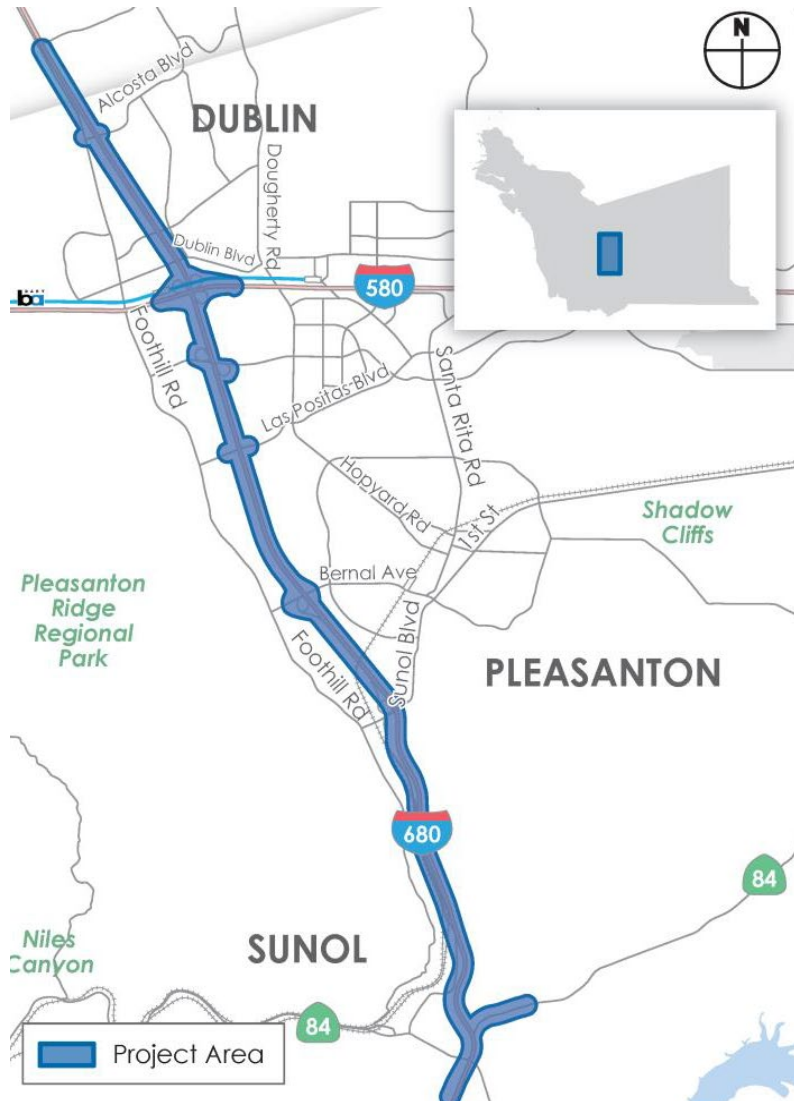 N
Alcosta Blvd
DUBLIN
Dougherty Rd
Dublin Blvd
580
BART
ba
Foothill Rd
Las Positas Blvd
Santa Rita Rd
Hopyard Rd
1st St
Shadow
Cliffs
Bernal Ave
Pleasanton
Ridge
Regional
Park
Foothill Rd
Sunol Blvd
PLEASANTON
680
84
SUNOL
Niles
Canyon
84
Project Area